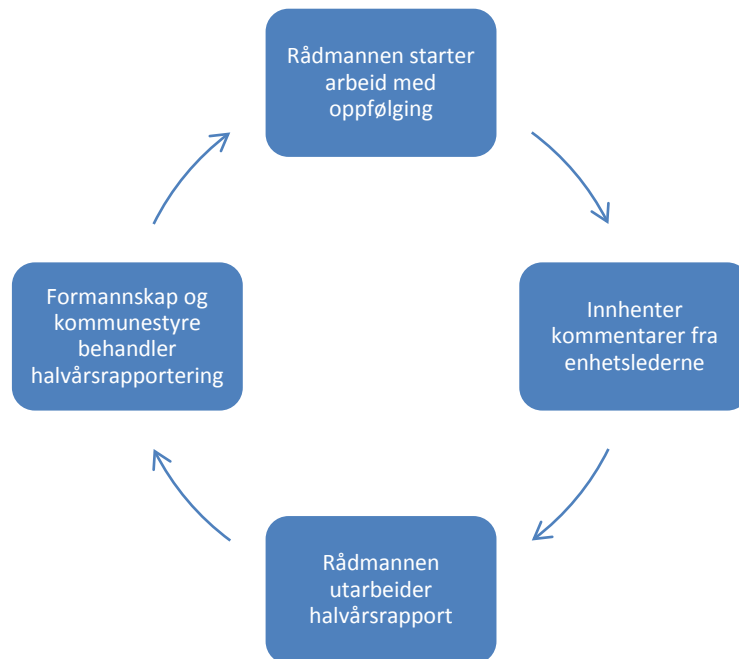 Rådmannen starter
arbeid med
oppfølging
Innhenter
kommentarer fra
enhetslederne
Rådmannen
utarbeider
halvårsrapport
Formannskap og
kommunestyre
behandler
halvårsrapportering